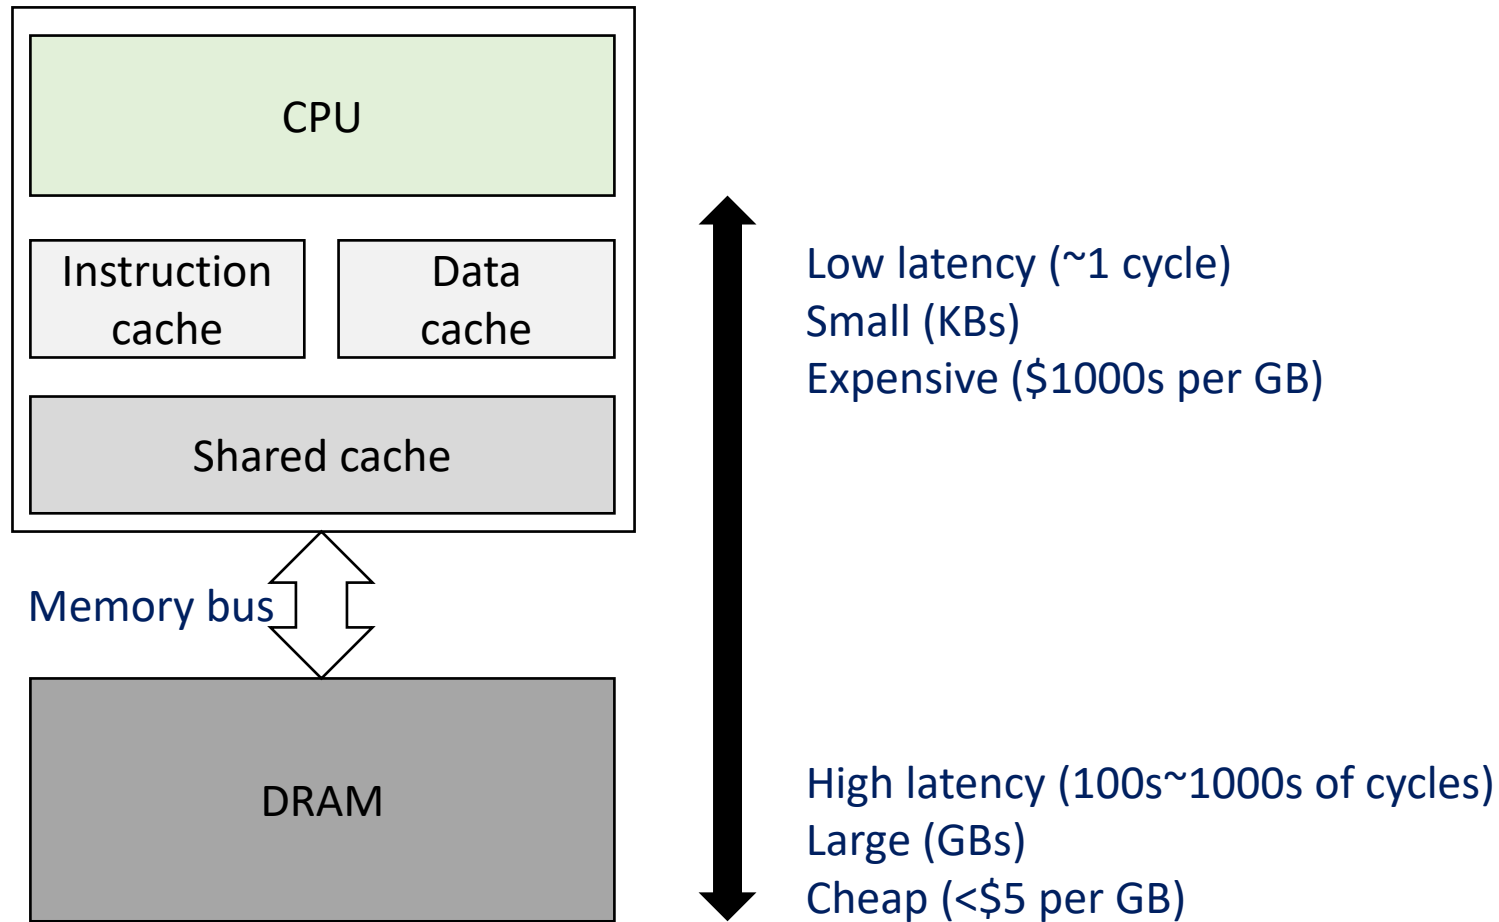 CPU
Instruction
cache
Data
cache
Low latency (~1 cycle)
Small (KBs)
Expensive ($1000s per GB)
Shared cache
Memory bus
DRAM
High latency (100s~1000s of cycles)
Large (GBs)
Cheap (<$5 per GB)